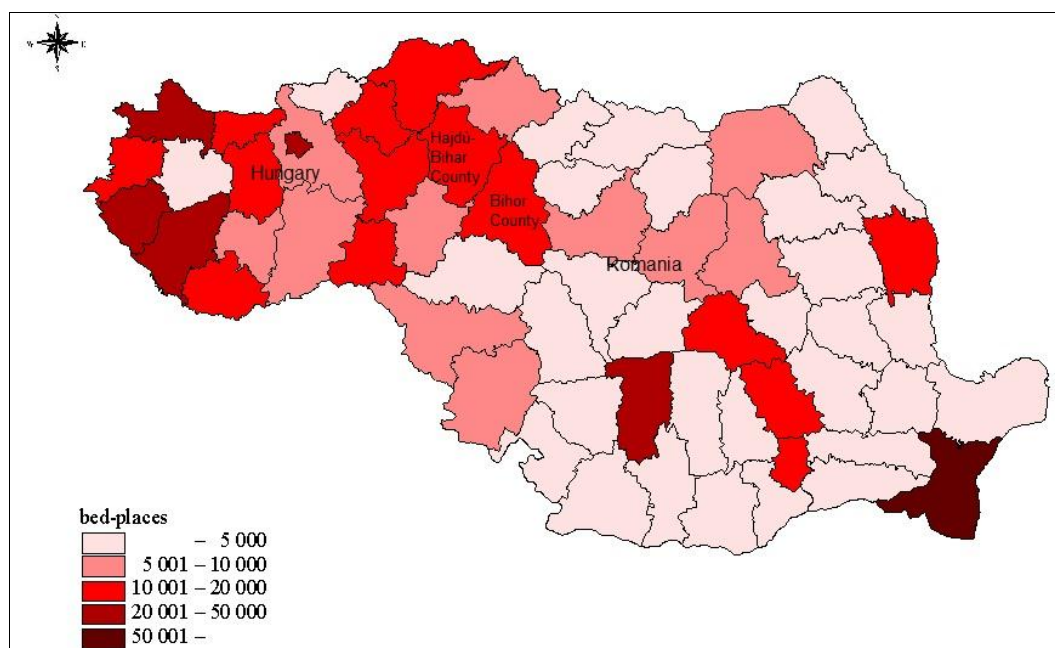 Hungary
Hajdú-
Bihar
County
Bihor
County
Romania
bed-places
– 5 000
5 001 – 10 000
10 001 – 20 000
20 001 – 50 000
50 001 –